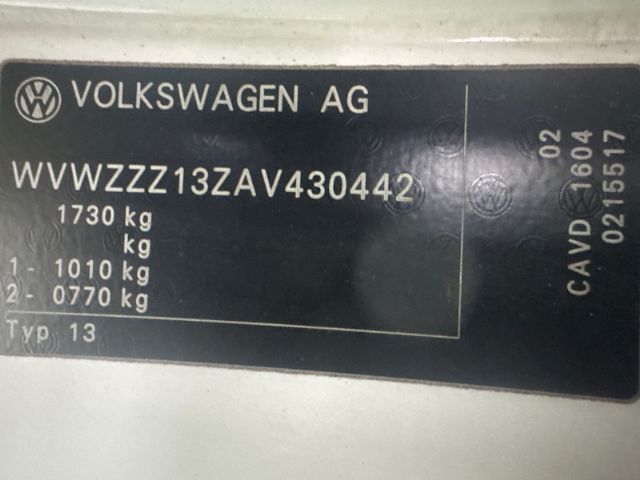 VOLKSWAGEN AG
WVWZZZ13ZAV430442
1730 kg
kg
1- 1010 kg
2- 0770 kg
Typ 13
02
CAVD 1604
0215517